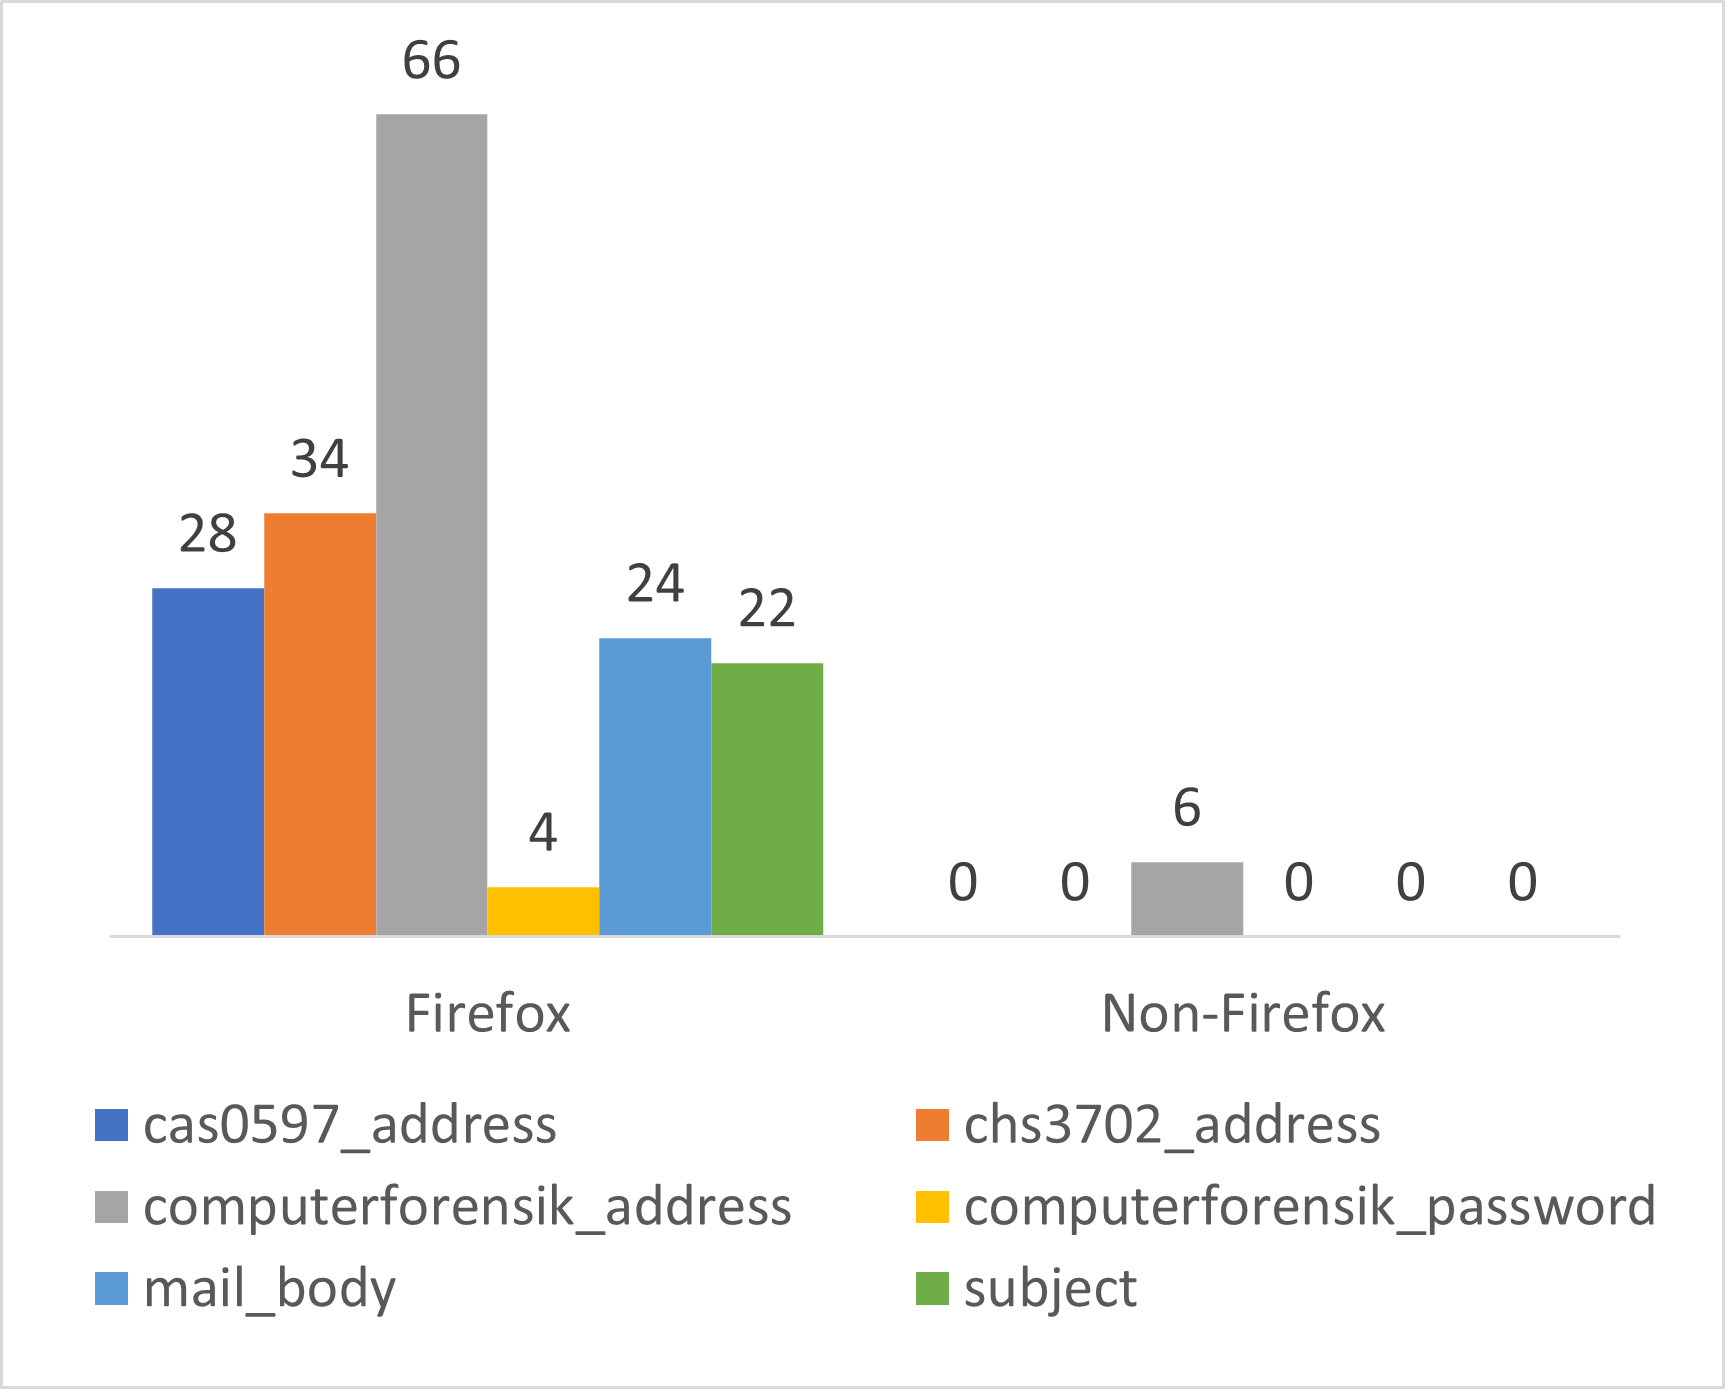 66
34
28
24
22
4
6
0 0 0 0 0
Firefox Non-Firefox
cas0597_address chs3702_address
computerforensik_address computerforensik_password
mail_body subject